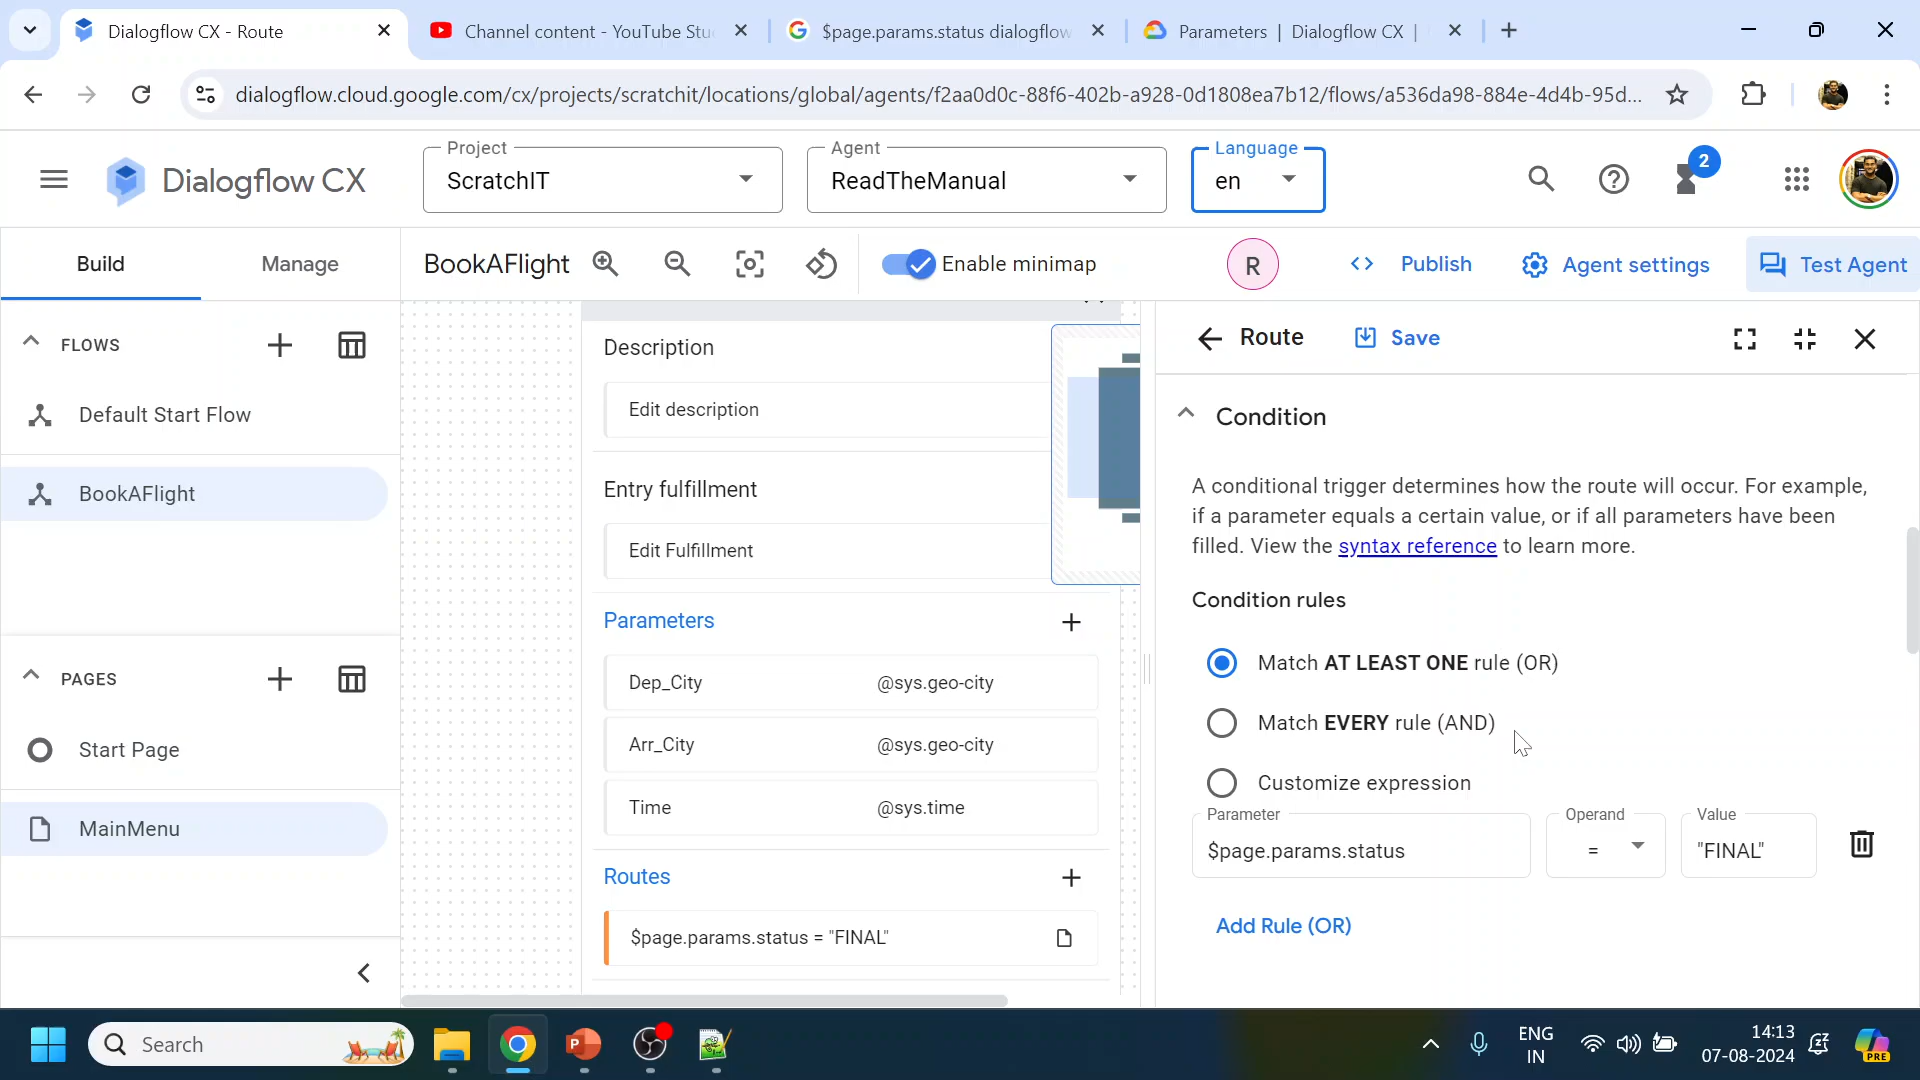 Dialogflow CX - Route
Channel content - YouTube Stu
$page.params.status dialogflow
Parameters | Dialogflow CX |
dialogflow.cloud.google.com/cx/projects/scratchit/locations/global/agents/f2aa0d0c-88f6-402b-a928-0d1808ea7b12/flows/a536da98-884e-4d4b-95d...
Dialogflow CX
Project
ScratchIT
Agent
ReadTheManual
Language
en
2
Build
Manage
BookAFlight
Enable minimap
R
Publish
Agent settings
Test Agent
FLOWS
Default Start Flow
BookAFlight
PAGES
Start Page
MainMenu
Description
Edit description
Entry fulfillment
Edit Fulfillment
Parameters
Dep_City @sys.geo-city
Arr_City @sys.geo-city
Time @sys.time
Routes
$page.params.status = "FINAL"
Route
Save
Condition
A conditional trigger determines how the route will occur. For example,
if a parameter equals a certain value, or if all parameters have been
filled. View the syntax reference to learn more.
Condition rules
Match AT LEAST ONE rule (OR)
Match EVERY rule (AND)
Customize expression
Parameter
$page.params.status
Operand
=
Value
"FINAL"
Add Rule (OR)
Search
ENG
IN
14:13
07-08-2024
PRE